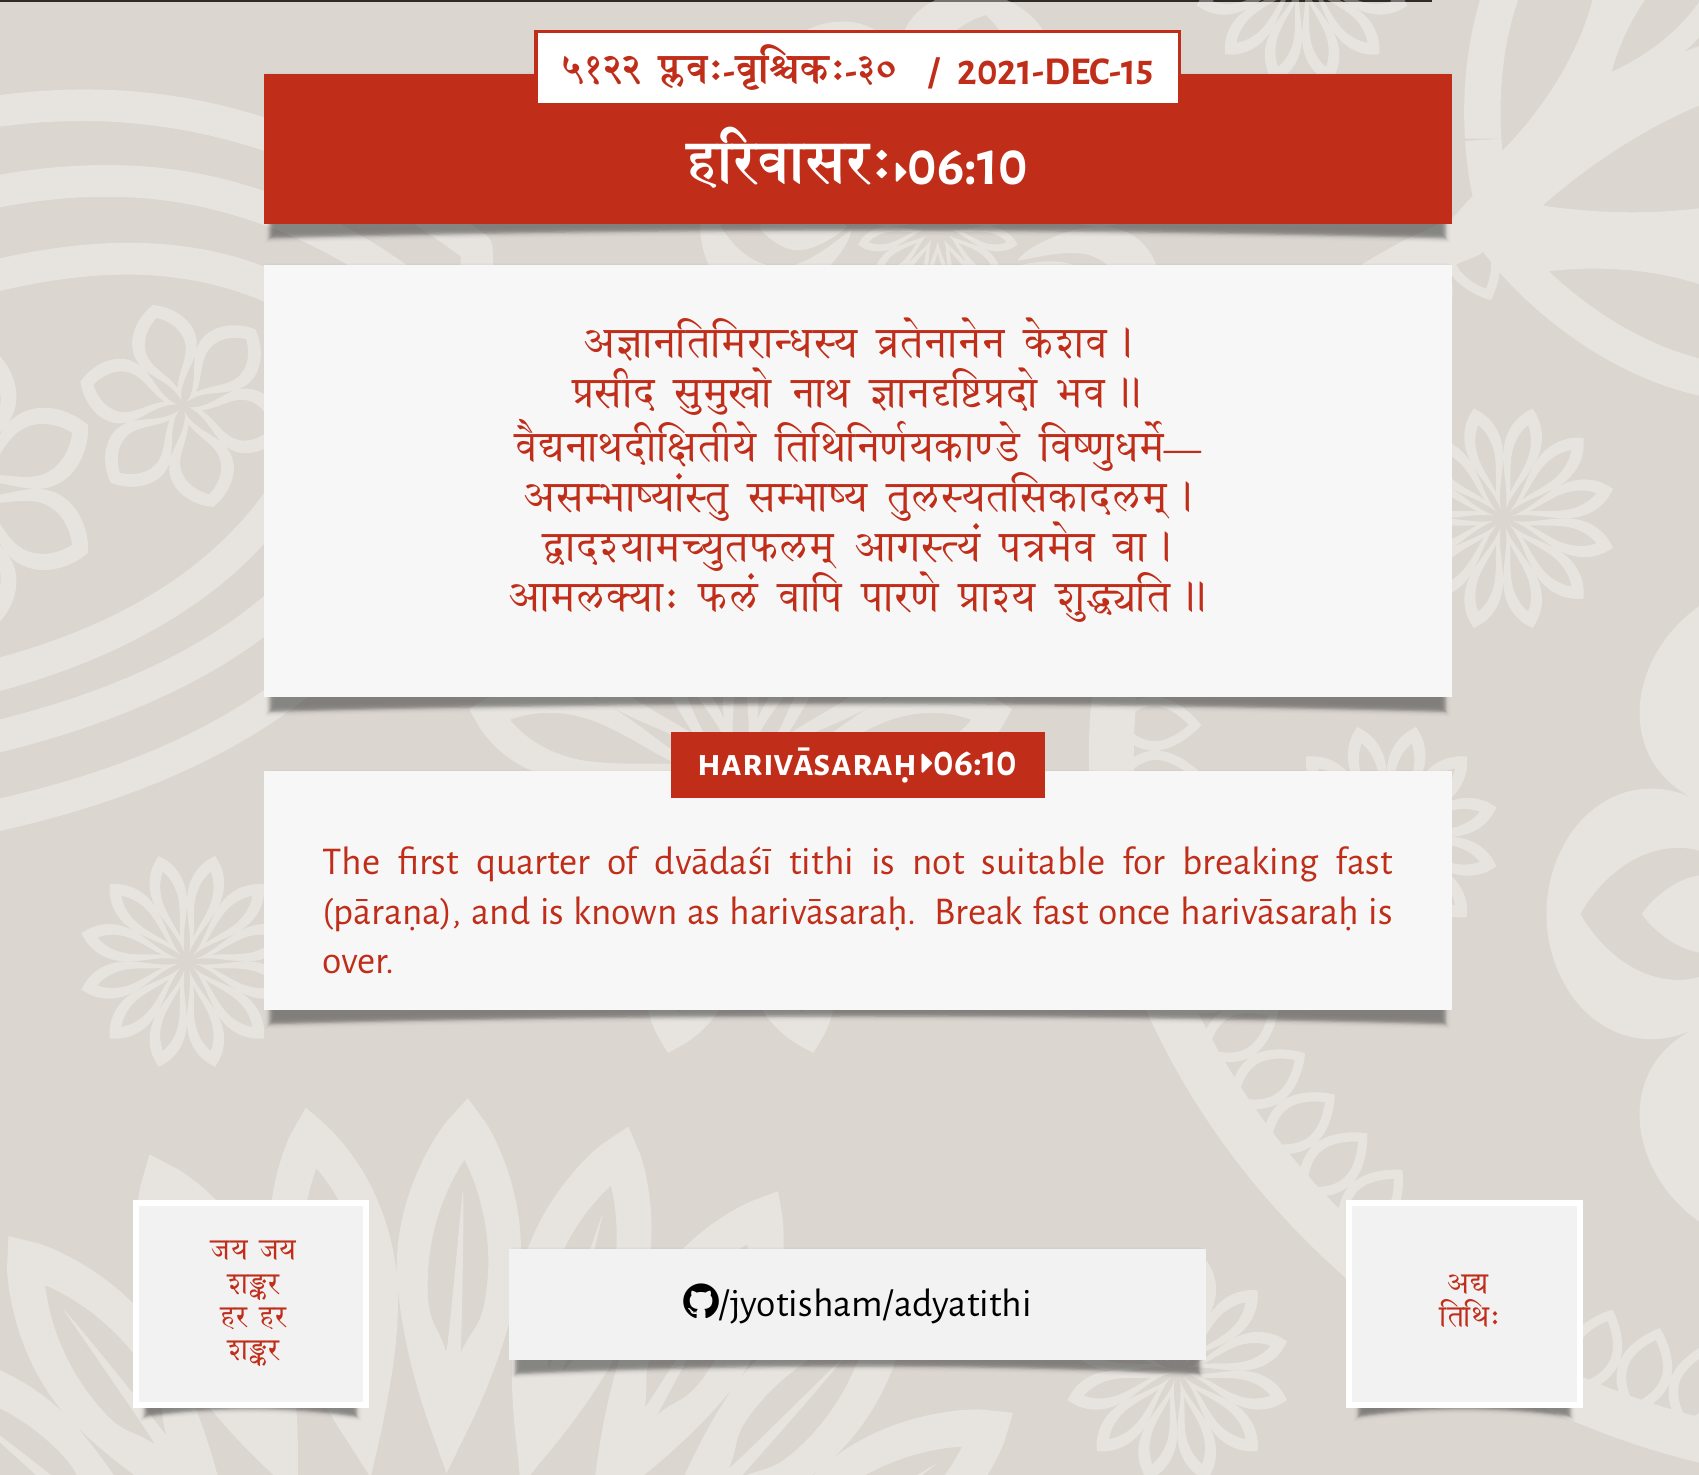 ५१२२ प्लवः-वृश्चिकः-३० / 2021-DEC-15
हरिवासरः▸06:10
अज्ञानतिमिरान्धस्य व्रतेनानेन केशव ।
प्रसीद सुमुखो नाथ ज्ञानदृष्टिप्रदो भव ॥
वैद्यनाथदीक्षितीये तिथिनिर्णयकाण्डे विष्णुधर्मे—
असम्भाष्यांस्तु सम्भाष्य तुलस्यतसिकादलम् ।
द्वादश्यामच्युतफलम् आगस्त्यं पत्रमेव वा ।
आमलक्याः फलं वापि पारणे प्राश्य शुद्ध्यति ॥
HARIVĀSARAḤ▸06:10
The first quarter of dvādaśī tithi is not suitable for breaking fast
(pāraṇa), and is known as harivāsaraḥ. Break fast once harivāsaraḥ is
over.
जय जय
शङ्कर
हर हर
शङ्कर
/jyotisham/adyatithi
अद्य
तिथिः